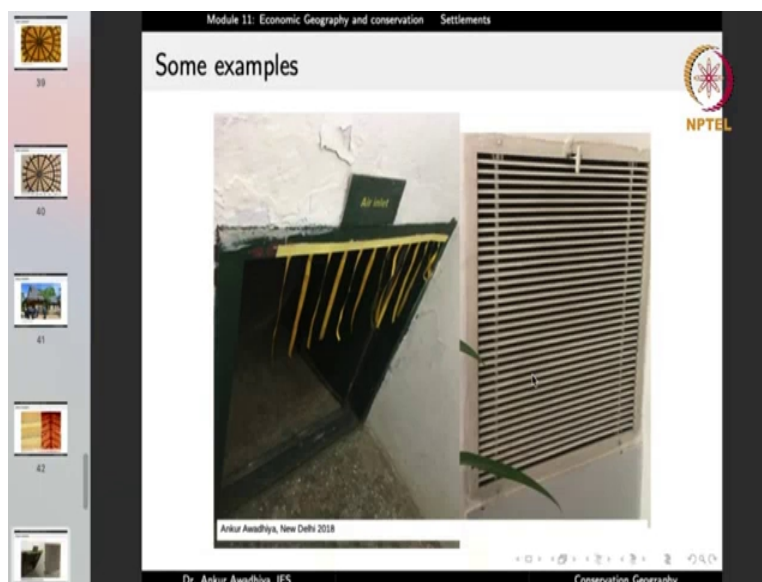 Module 11: Economic Geography and conservation Settlements
Some examples
NPTEL
39
40
41
42
Air inlet
Ankur Awadhiya, New Delhi 2018
Dr. Ankur Awadhiya, IFS Conservation Geography